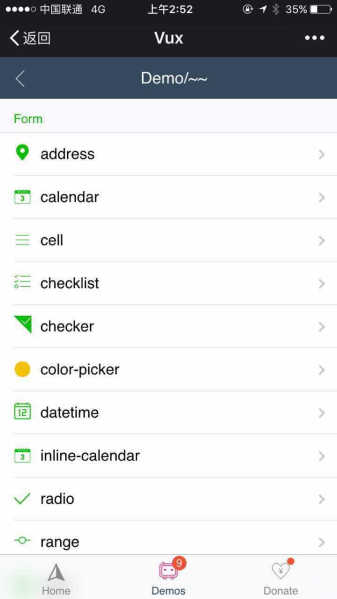 ●●●●○ 中国联通 4G 上午2:52 35%
返回 Vux •••
Demo/~~
Form
address
3 calendar
cell
checklist
checker
color-picker
12 datetime
3 inline-calendar
radio
range
9
¥
Home Demos Donate